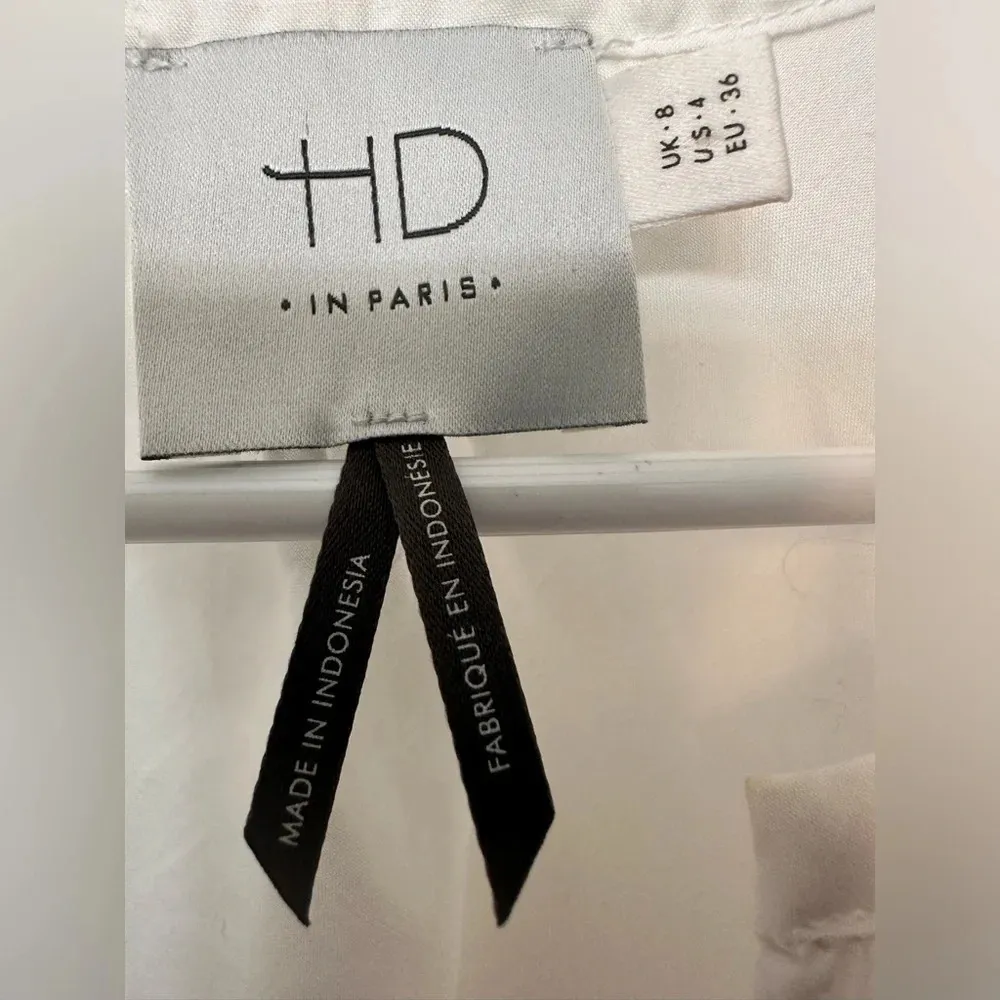 HD
• IN PARIS •
UK • 8
US • 4
EU • 36
MADE IN INDONESIA
FABRIQUÉ EN INDONÉSIE